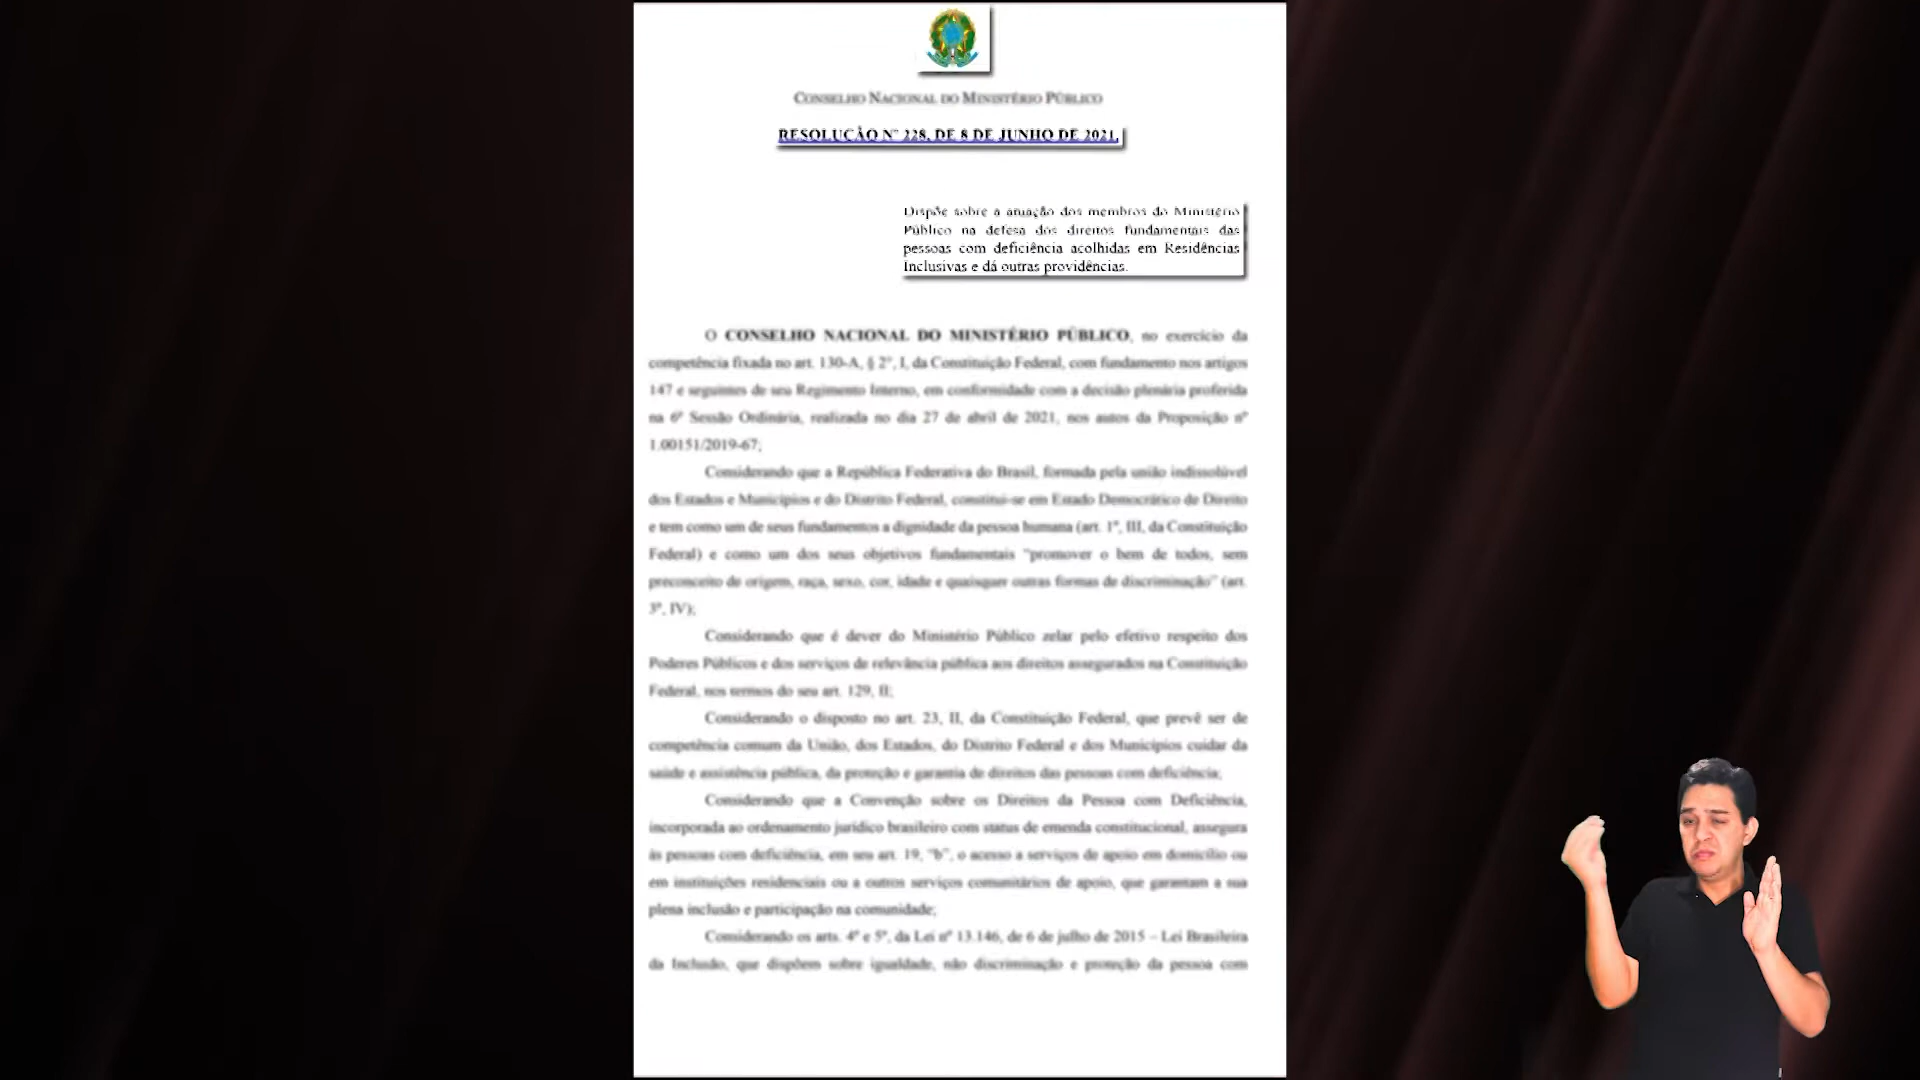 CONSELHO NACIONAL DO MINISTÉRIO PÚBLICO
RESOLUÇÃO Nº 228, DE 8 DE JUNHO DE 2021.
Dispõe sobre a atuação dos membros do Ministério
Público na defesa dos direitos fundamentais das
pessoas com deficiência acolhidas em Residências
Inclusivas e dá outras providências.
O CONSELHO NACIONAL DO MINISTÉRIO PÚBLICO, no exercício da
competência fixada no art. 130-A, § 2º, I, da Constituição Federal, com fundamento nos artigos
147 e seguintes de seu Regimento Interno, em conformidade com a decisão plenária proferida
na 6ª Sessão Ordinária, realizada no dia 27 de abril de 2021, nos autos da Proposição nº
1.00151/2019-67;
Considerando que a República Federativa do Brasil, formada pela união indissolúvel
dos Estados e Municípios e do Distrito Federal, constitui-se em Estado Democrático de Direito
e tem como um de seus fundamentos a dignidade da pessoa humana (art. 1º, III, da Constituição
Federal) e como um dos seus objetivos fundamentais “promover o bem de todos, sem
preconceito de origem, raça, sexo, cor, idade e quaisquer outras formas de discriminação” (art.
3º, IV);
Considerando que é dever do Ministério Público zelar pelo efetivo respeito dos
Poderes Públicos e dos serviços de relevância pública aos direitos assegurados na Constituição
Federal, nos termos do seu art. 129, II;
Considerando o disposto no art. 23, II, da Constituição Federal, que prevê ser de
competência comum da União, dos Estados, do Distrito Federal e dos Municípios cuidar da
saúde e assistência pública, da proteção e garantia de direitos das pessoas com deficiência;
Considerando que a Convenção sobre os Direitos da Pessoa com Deficiência,
incorporada ao ordenamento jurídico brasileiro com status de emenda constitucional, assegura
às pessoas com deficiência, em seu art. 19, “b”, o acesso a serviços de apoio em domicílio ou
em instituições residenciais ou a outros serviços comunitários de apoio, que garantam a sua
plena inclusão e participação na comunidade;
Considerando os arts. 4º e 5º, da Lei nº 13.146, de 6 de julho de 2015 – Lei Brasileira
da Inclusão, que dispõem sobre igualdade, não discriminação e proteção da pessoa com